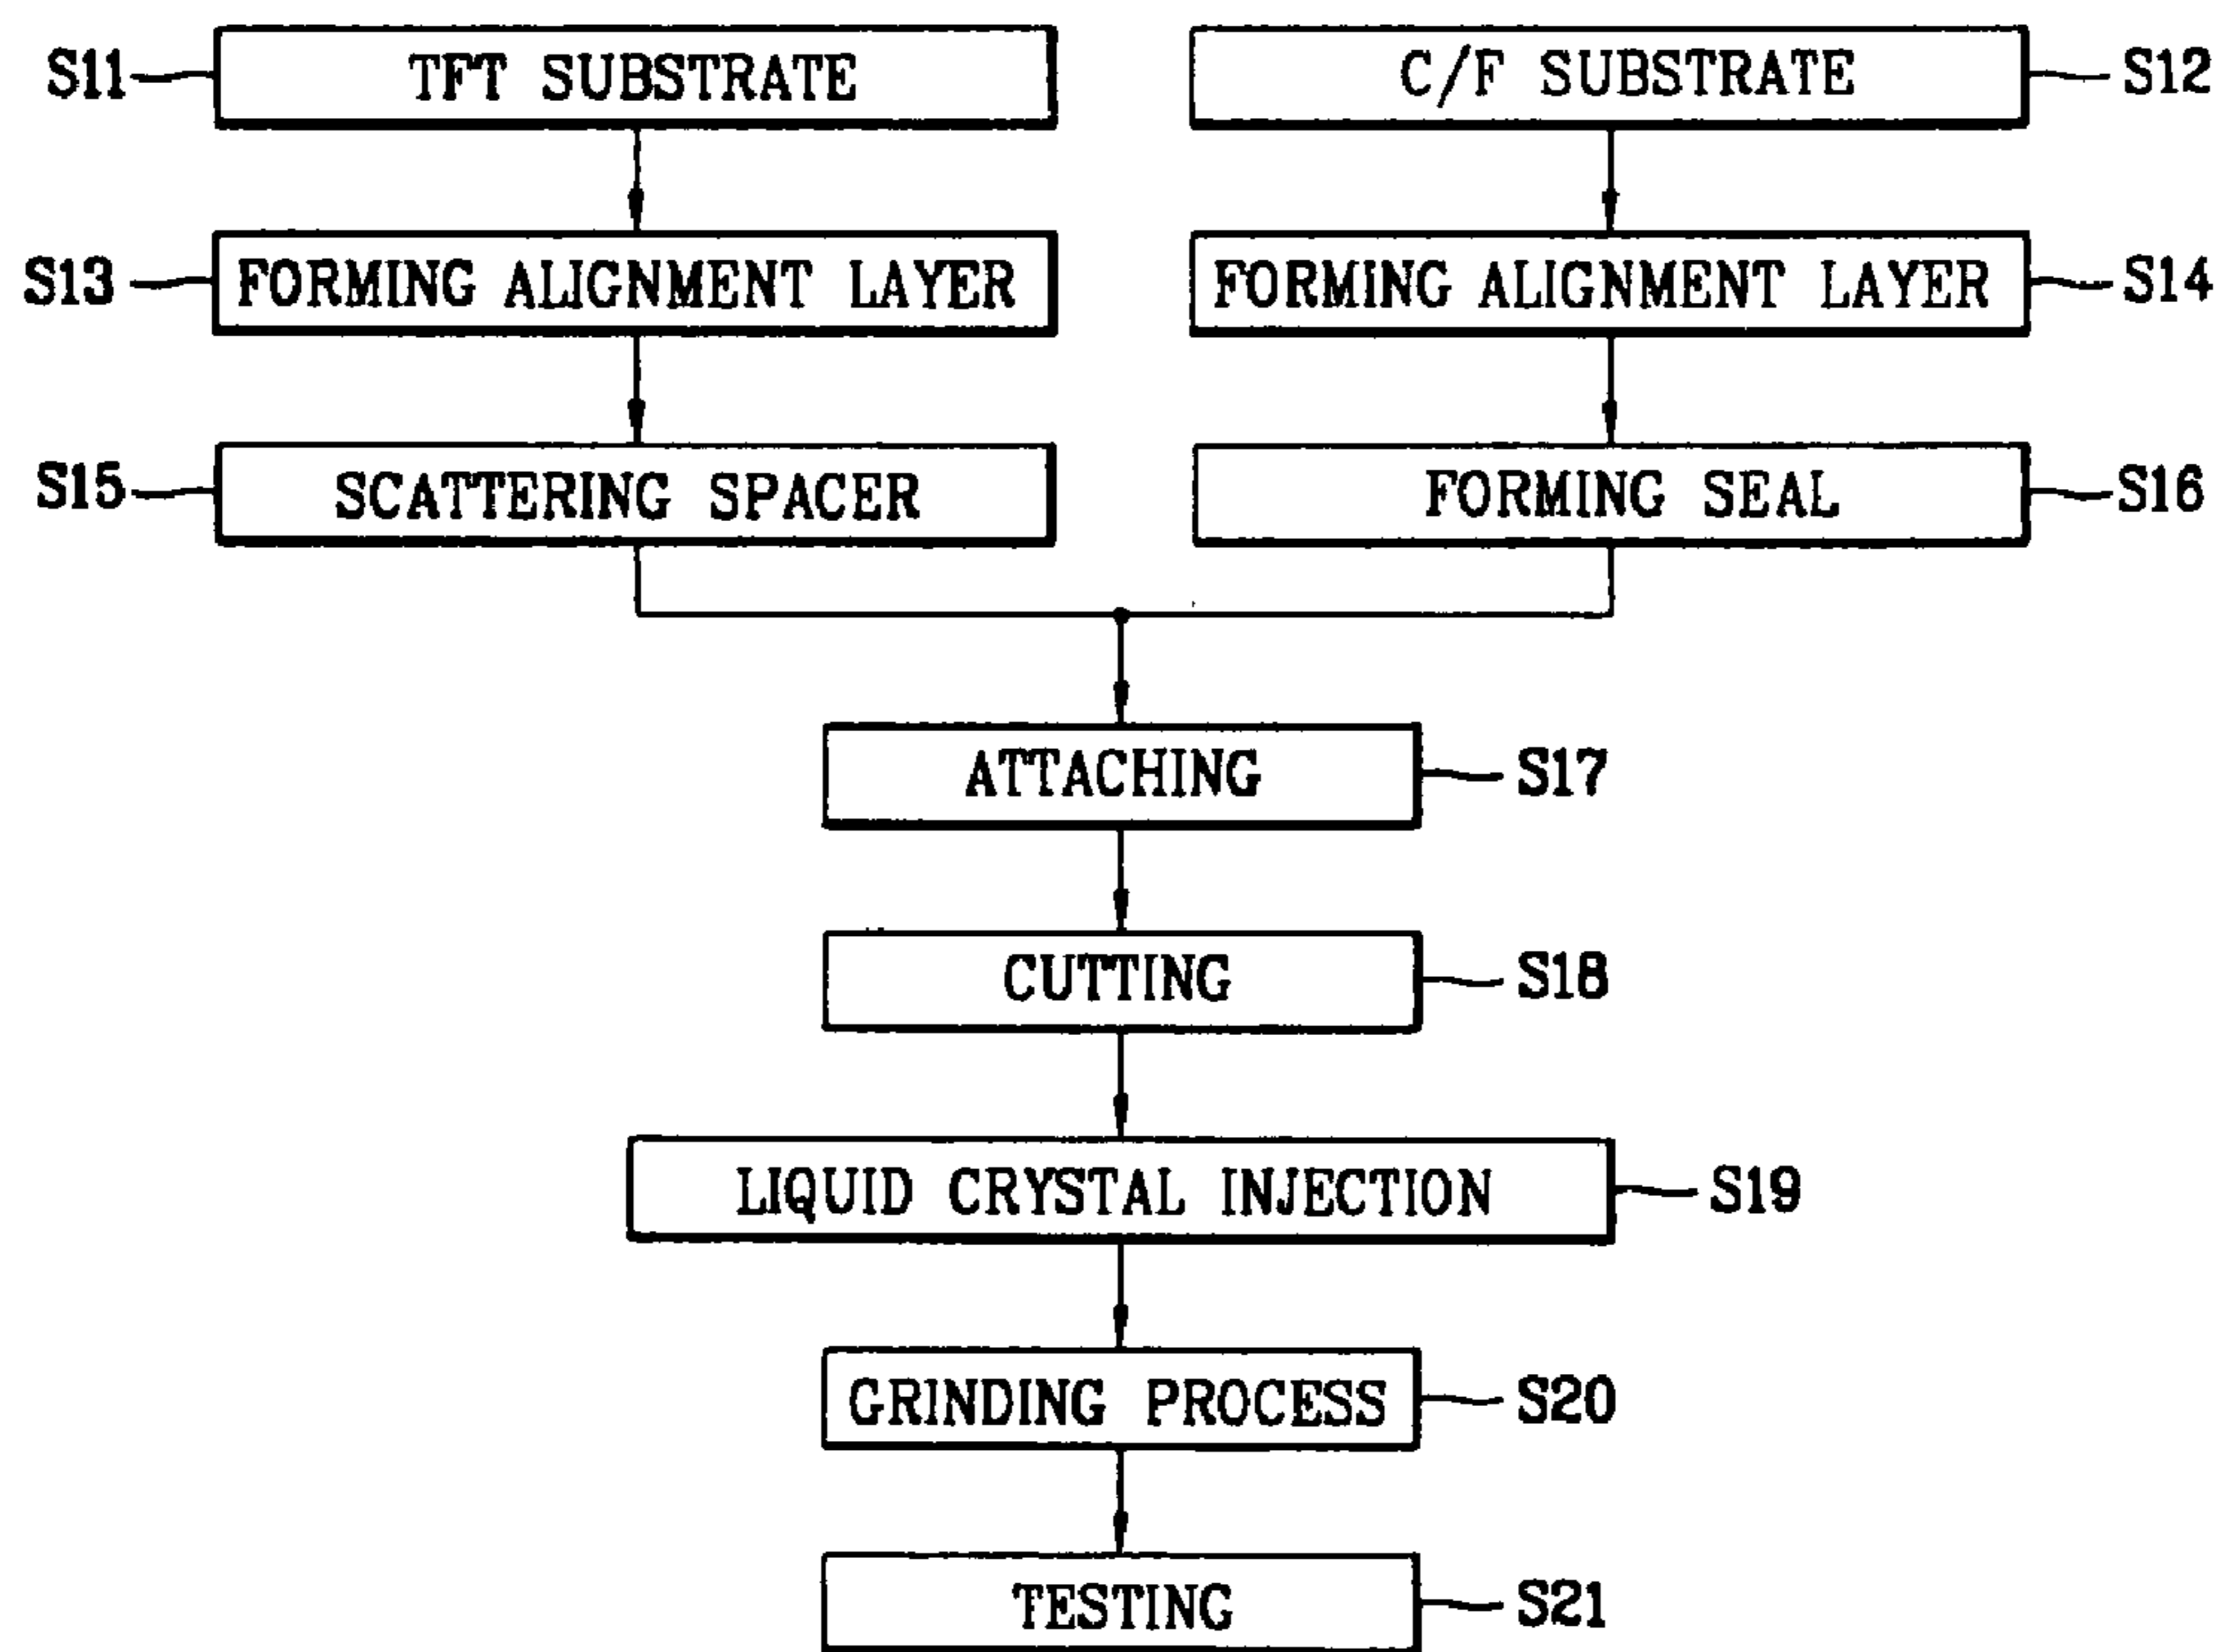 S11 TFT SUBSTRATE C/F SUBSTRATE S12
S13 FORMING ALIGNMENT LAYER FORMING ALIGNMENT LAYER S14
S15 SCATTERING SPACER FORMING SEAL S16
ATTACHING S17
CUTTING S18
LIQUID CRYSTAL INJECTION S19
GRINDING PROCESS S20
TESTING S21